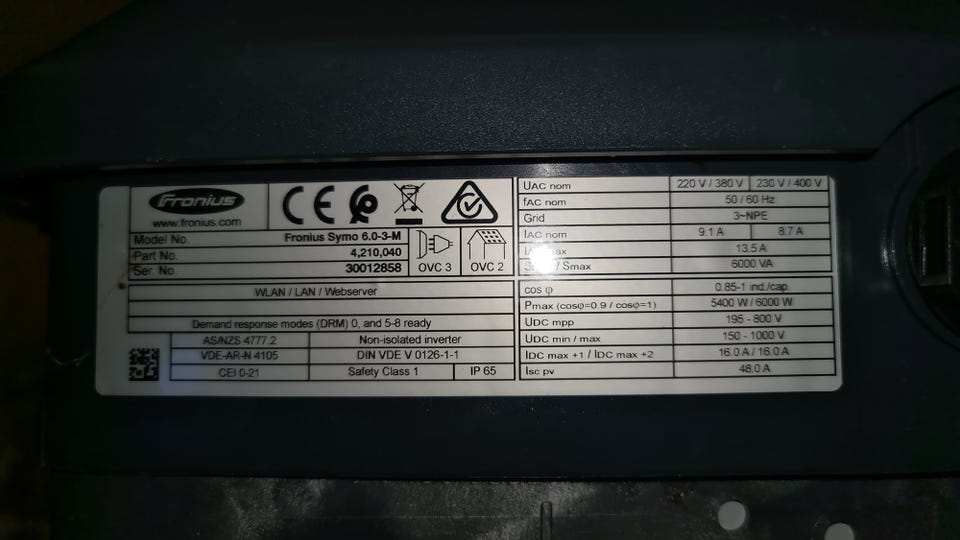 Fronius
www.fronius.com
CE
Model No. Fronius Symo 6.0-3-M
Part No. 4,210,040
Ser. No. 30012858
OVC 3 OVC 2
WLAN / LAN / Webserver
Demand response modes (DRM) 0, and 5-8 ready
AS/NZS 4777.2 Non-isolated inverter
VDE-AR-N 4105 DIN VDE V 0126-1-1
CEI 0-21 Safety Class 1 IP 65
UAC nom 220 V / 380 V 230 V / 400 V
fAC nom 50 / 60 Hz
Grid 3~NPE
IAC nom 9.1 A 8.7 A
max 13.5 A
/ Smax 6000 VA
cos φ 0.85-1 ind./cap.
Pmax (cosφ=0.9 / cosφ=1) 5400 W / 6000 W
UDC mpp 195 - 800 V
UDC min / max 150 - 1000 V
IDC max +1 / IDC max +2 16.0 A / 16.0 A
Isc pv 48.0 A